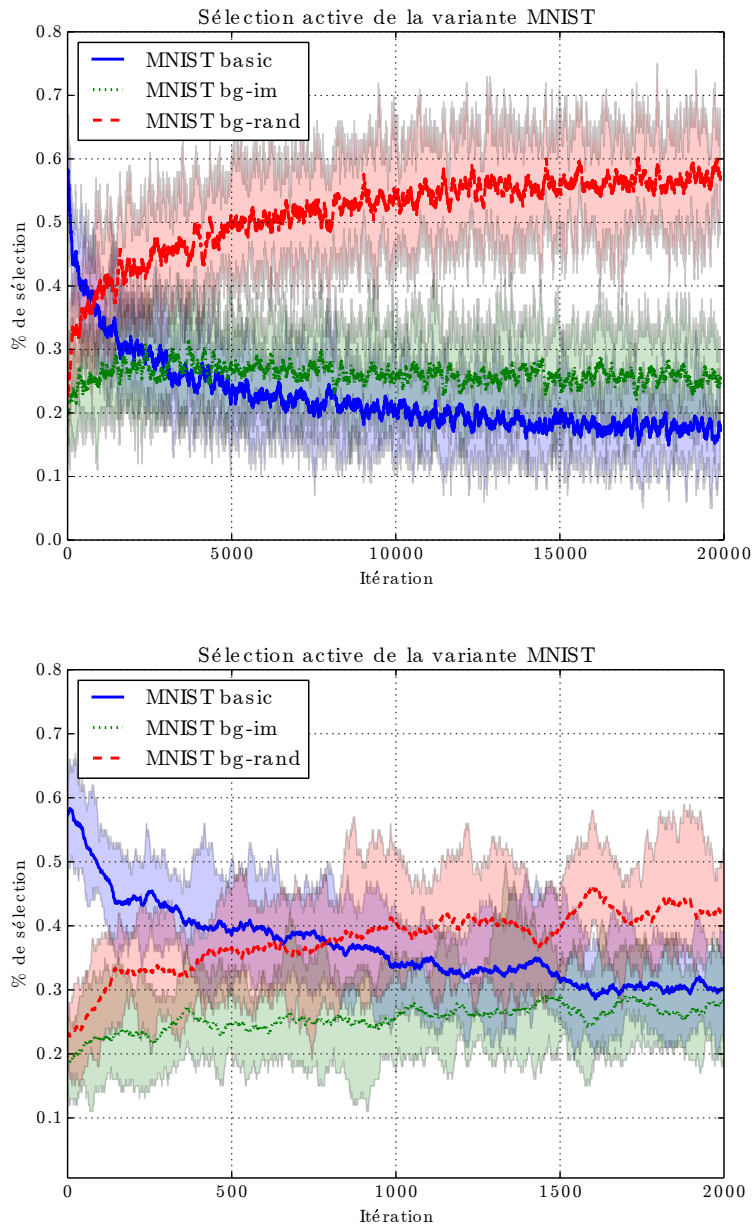 Sélection active de la variante MNIST
0.8
0.7
0.6
0.5
0.4
0.3
0.2
0.1
0.0
% de sélection
MNIST basic
MNIST bg-im
MNIST bg-rand
0 5000 10000 15000 20000
Itération
Sélection active de la variante MNIST
0.8
0.7
0.6
0.5
0.4
0.3
0.2
0.1
% de sélection
MNIST basic
MNIST bg-im
MNIST bg-rand
0 500 1000 1500 2000
Itération